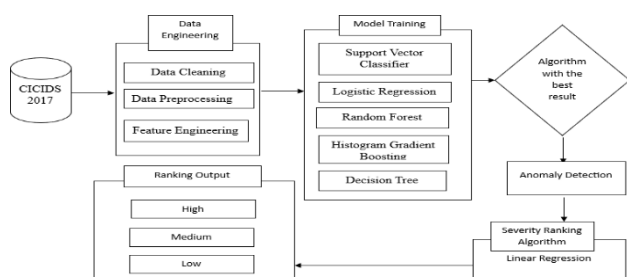 CICIDS
2017
Data
Engineering
Data Cleaning
Data Preprocessing
Feature Engineering
Model Training
Support Vector
Classifier
Logistic Regression
Random Forest
Histogram Gradient
Boosting
Decision Tree
Algorithm
with the
best
result
Anomaly Detection
Severity Ranking
Algorithm
Linear Regression
Ranking Output
High
Medium
Low